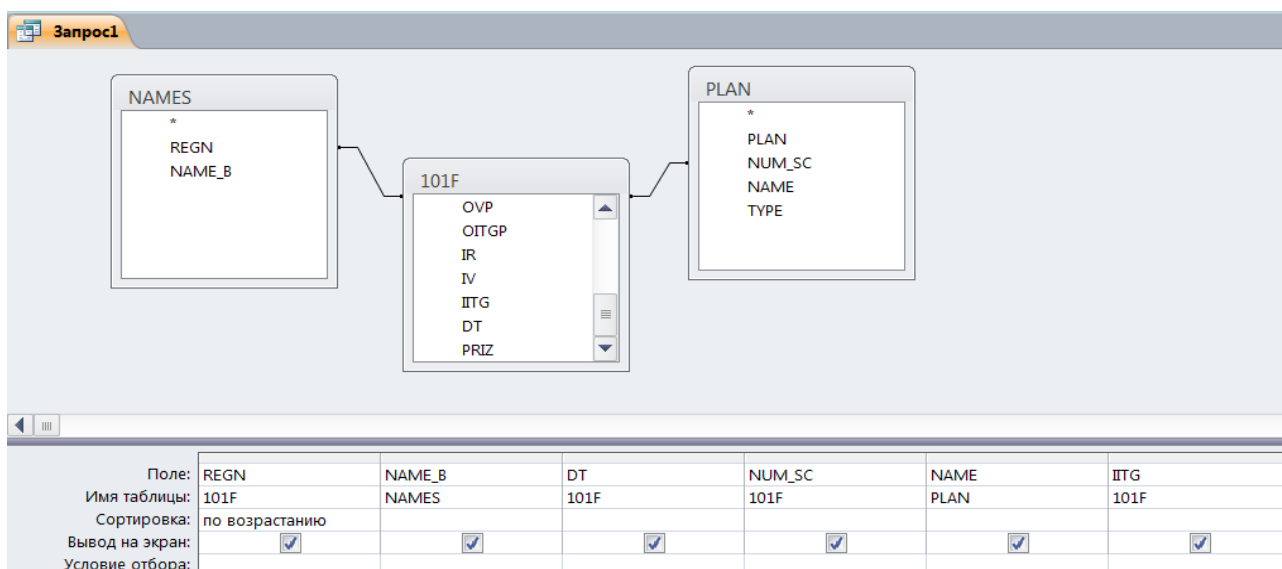 Запрос1
NAMES
*
REGN
NAME_B
101F
OVP
OITGP
IR
IV
IITG
DT
PRIZ
PLAN
*
PLAN
NUM_SC
NAME
TYPE
Поле: REGN NAME_B DT NUM_SC NAME IITG
Имя таблицы: 101F NAMES 101F 101F PLAN 101F
Сортировка: по возрастанию
Вывод на экран:
Условие отбора: